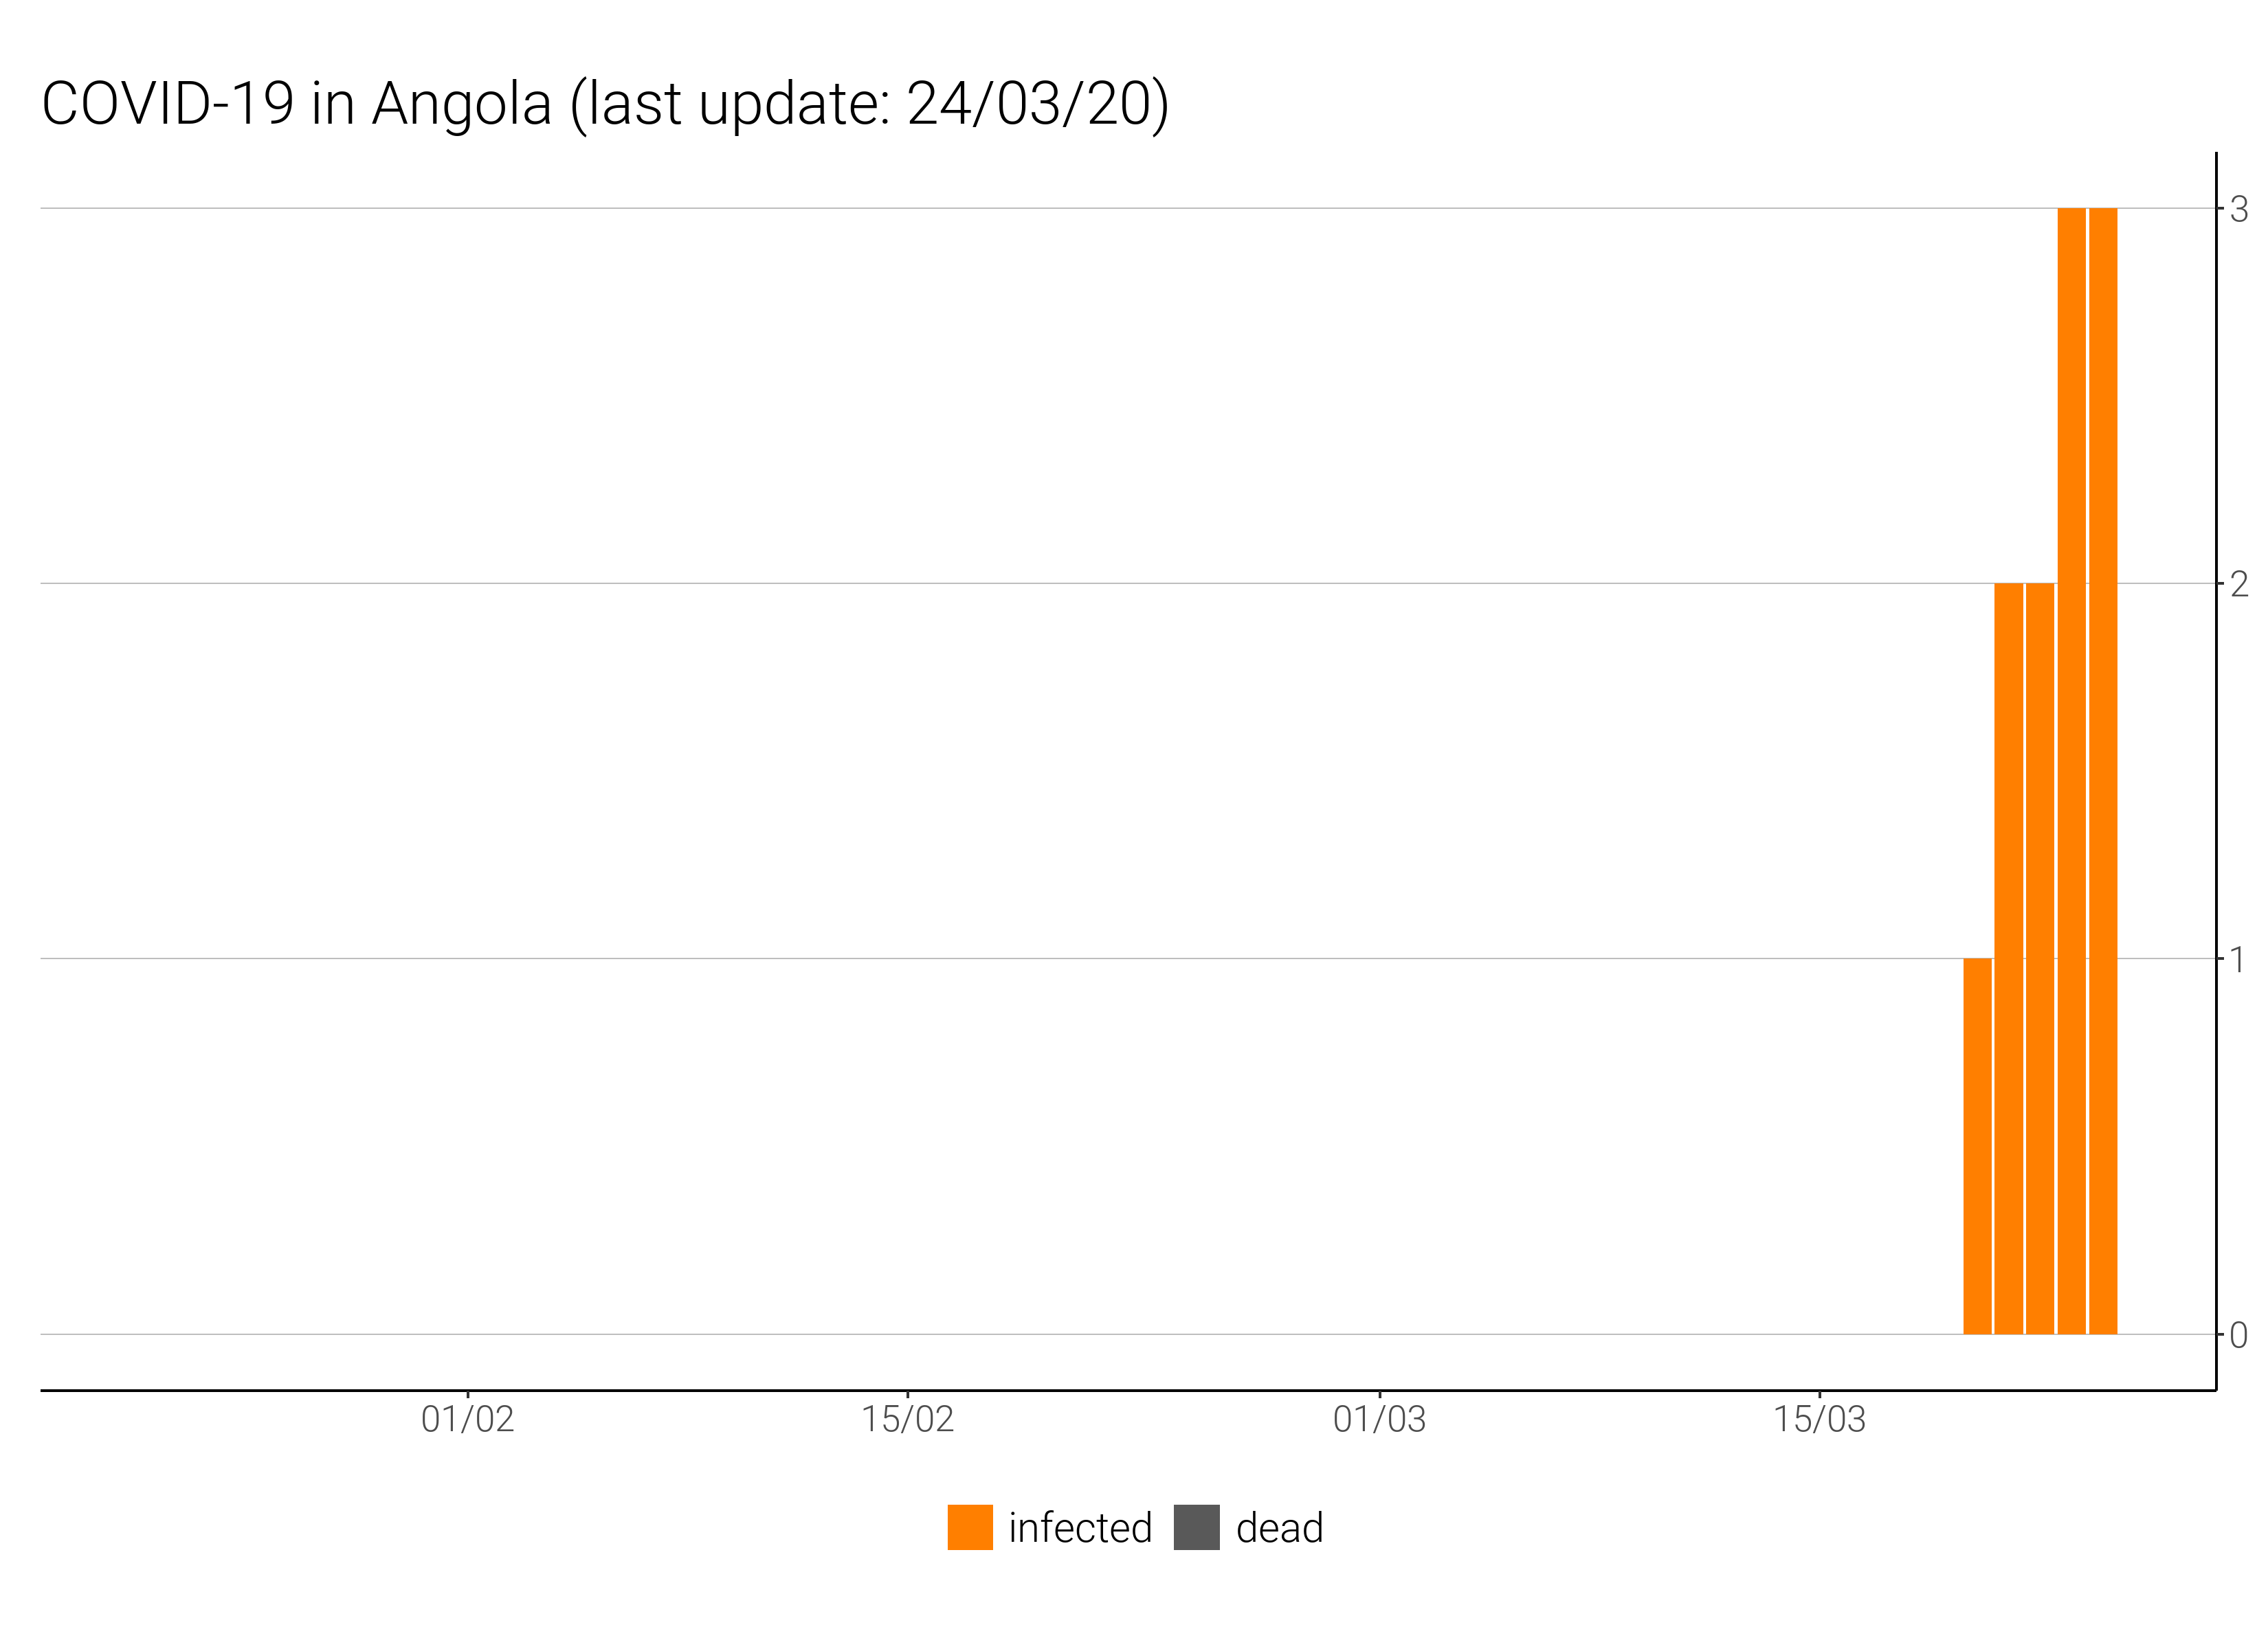 COVID-19 in Angola (last update: 24/03/20)
3
2
1
0
01/02 15/02 01/03 15/03
infected dead